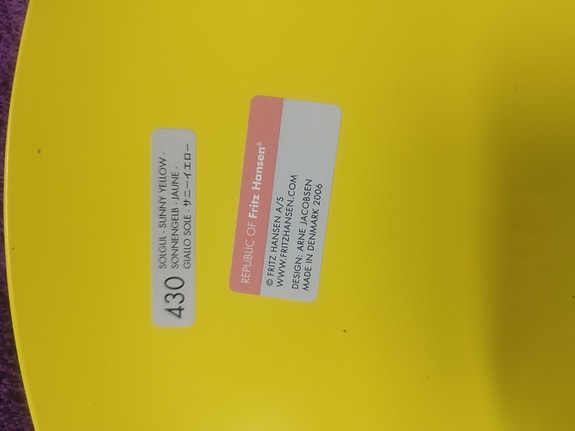 430
SOLGUL - SUNNY YELLOW -
SONNENGELB - JAUNE -
GIALLO SOLE - サニーイエロー
REPUBLIC OF Fritz Hansen®
© FRITZ HANSEN A/S
WWW.FRITZHANSEN.COM
DESIGN: ARNE JACOBSEN
MADE IN DENMARK 2006